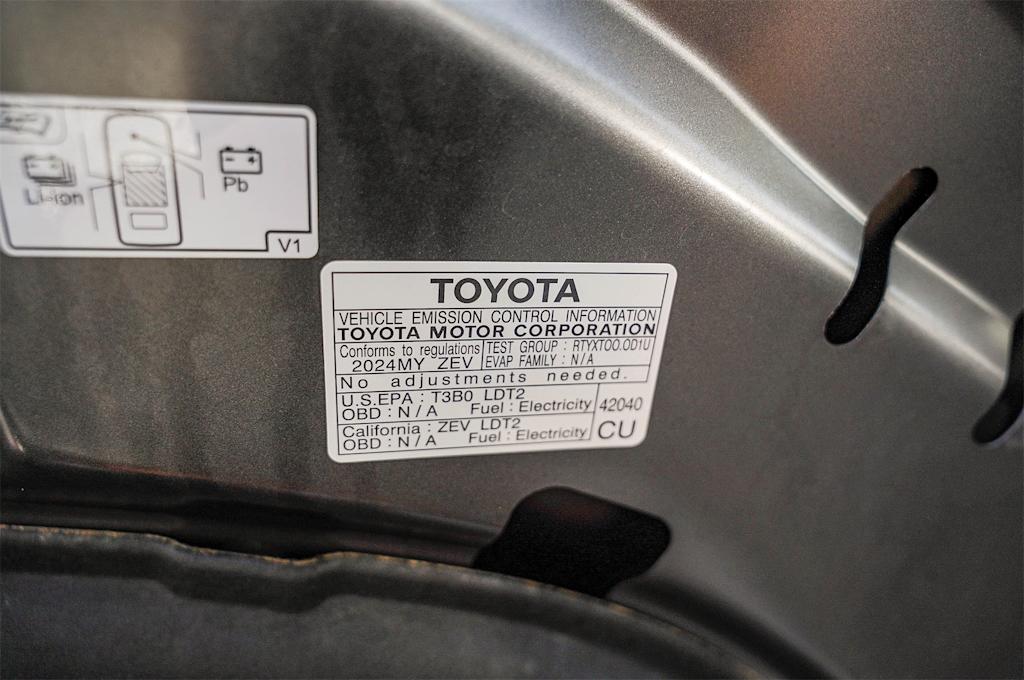 Li-ion
Pb
V1
TOYOTA
VEHICLE EMISSION CONTROL INFORMATION
TOYOTA MOTOR CORPORATION
Conforms to regulations TEST GROUP : RTYXT00.0D1U
2024MY ZEV EVAP FAMILY : N/A
No adjustments needed.
U.S.EPA : T3B0 LDT2
OBD : N/A Fuel : Electricity 42040
California : ZEV LDT2
OBD : N/A Fuel : Electricity CU